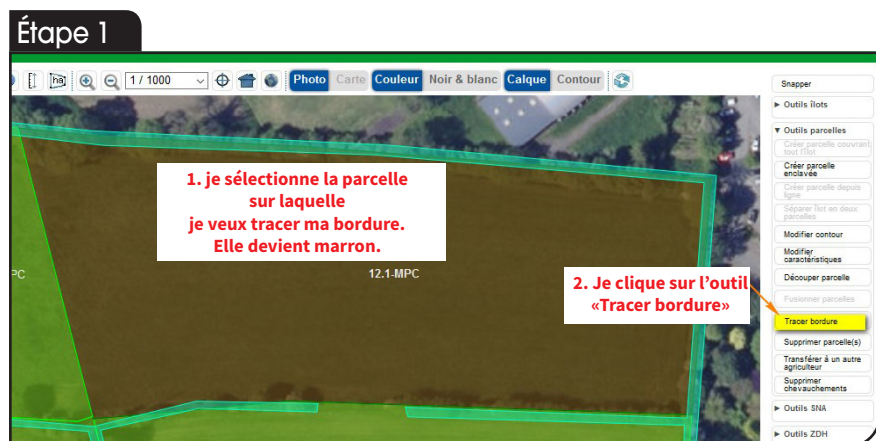 Étape 1
ha
1 / 1000
Photo Carte Couleur Noir & blanc Calque Contour
Snapper
► Outils îlots
▼ Outils parcelles
Créer parcelle couvrant
tout l'îlot
Créer parcelle
enclavée
Créer parcelle depuis
ligne
Séparer îlot en deux
parcelles
Modifier contour
Modifier
caractéristiques
Découper parcelle
Fusionner parcelles
Tracer bordure
Supprimer parcelle(s)
Transférer à un autre
agriculteur
Supprimer
chevauchements
► Outils SNA
► Outils ZDH
1. je sélectionne la parcelle
sur laquelle
je veux tracer ma bordure.
Elle devient marron.
PC
12.1-MPC
2. Je clique sur l’outil
«Tracer bordure»